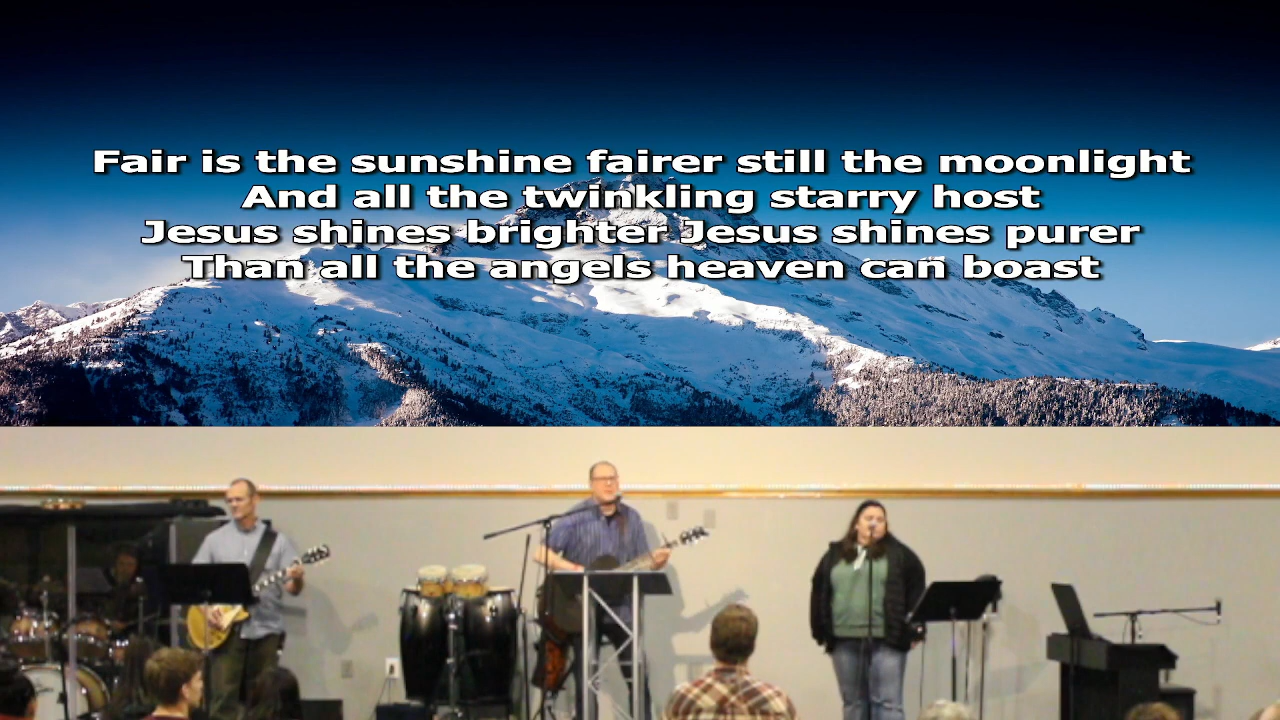 Fair is the sunshine fairer still the moonlight
And all the twinkling starry host
Jesus shines brighter Jesus shines purer
Than all the angels heaven can boast